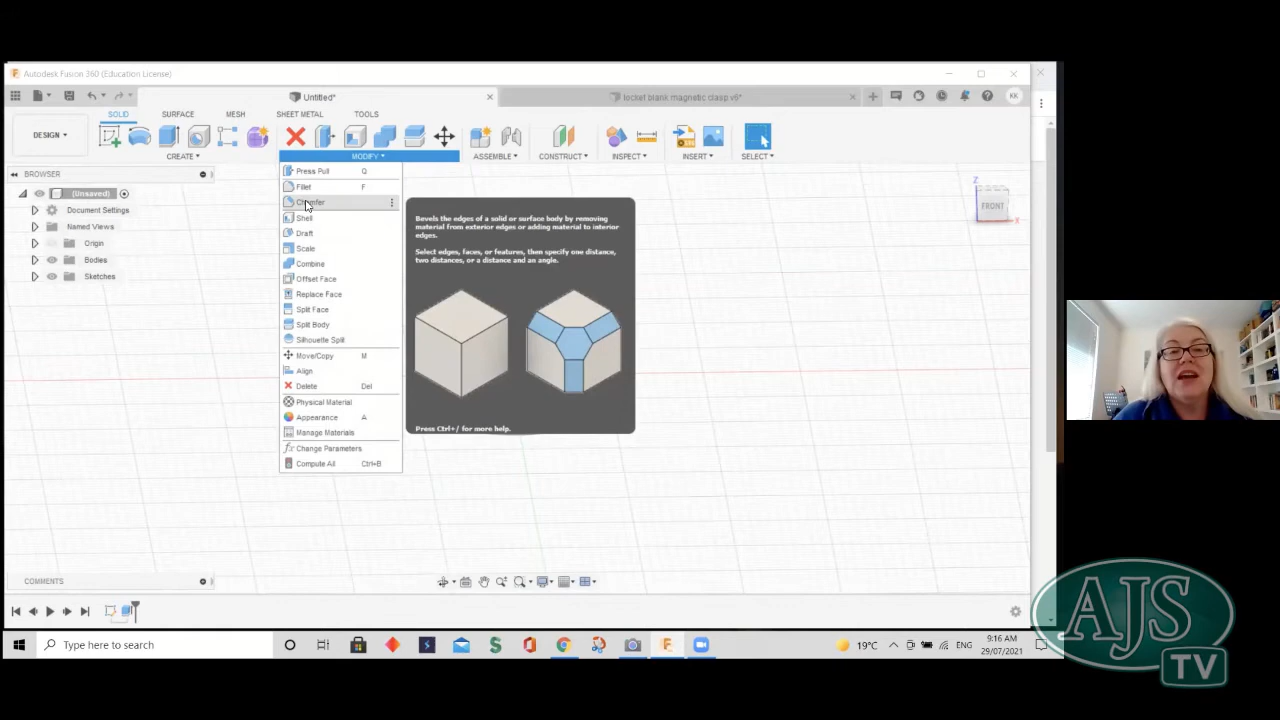 Autodesk Fusion 360 (Education License)
Untitled*
locket blank magnetic clasp v6*
KK
SOLID
SURFACE
MESH
SHEET METAL
TOOLS
DESIGN
CREATE
MODIFY
ASSEMBLE
CONSTRUCT
INSPECT
INSERT
SELECT
BROWSER
(Unsaved)
Document Settings
Named Views
Origin
Bodies
Sketches
Press Pull Q
Fillet F
Chamfer
Shell
Draft
Scale
Combine
Offset Face
Replace Face
Split Face
Split Body
Silhouette Split
Move/Copy M
Align
Delete Del
Physical Material
Appearance A
Manage Materials
Change Parameters
Compute All Ctrl+B
Bevels the edges of a solid or surface body by removing
material from exterior edges or adding material to interior
edges.
Select edges, faces, or features, then specify one distance,
two distances, or a distance and an angle.
Press Ctrl+/ for more help.
Z
FRONT
X
COMMENTS
Type here to search
19°C
ENG
9:16 AM
29/07/2021
AJS
TV